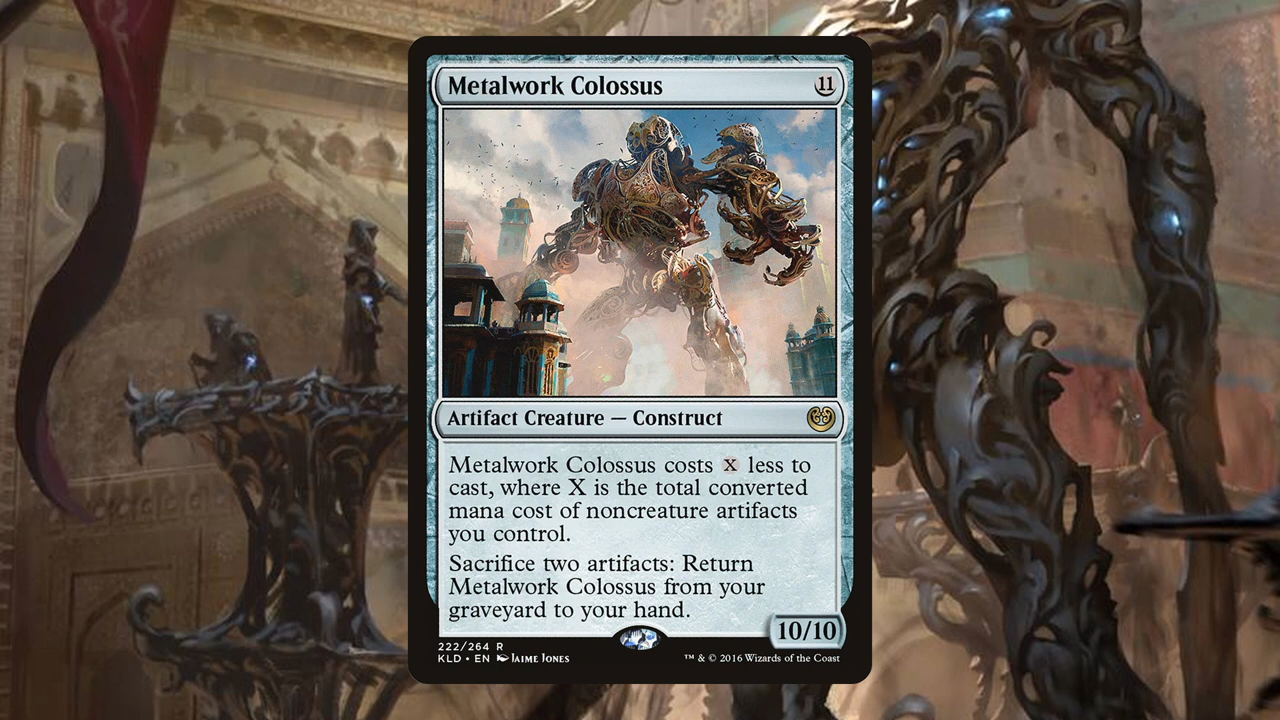 Metalwork Colossus 11
Artifact Creature — Construct
Metalwork Colossus costs X less to
cast, where X is the total converted
mana cost of noncreature artifacts
you control.
Sacrifice two artifacts: Return
Metalwork Colossus from your
graveyard to your hand.
10/10
222/264 R
KLD • EN Jaime Jones
™ & © 2016 Wizards of the Coast